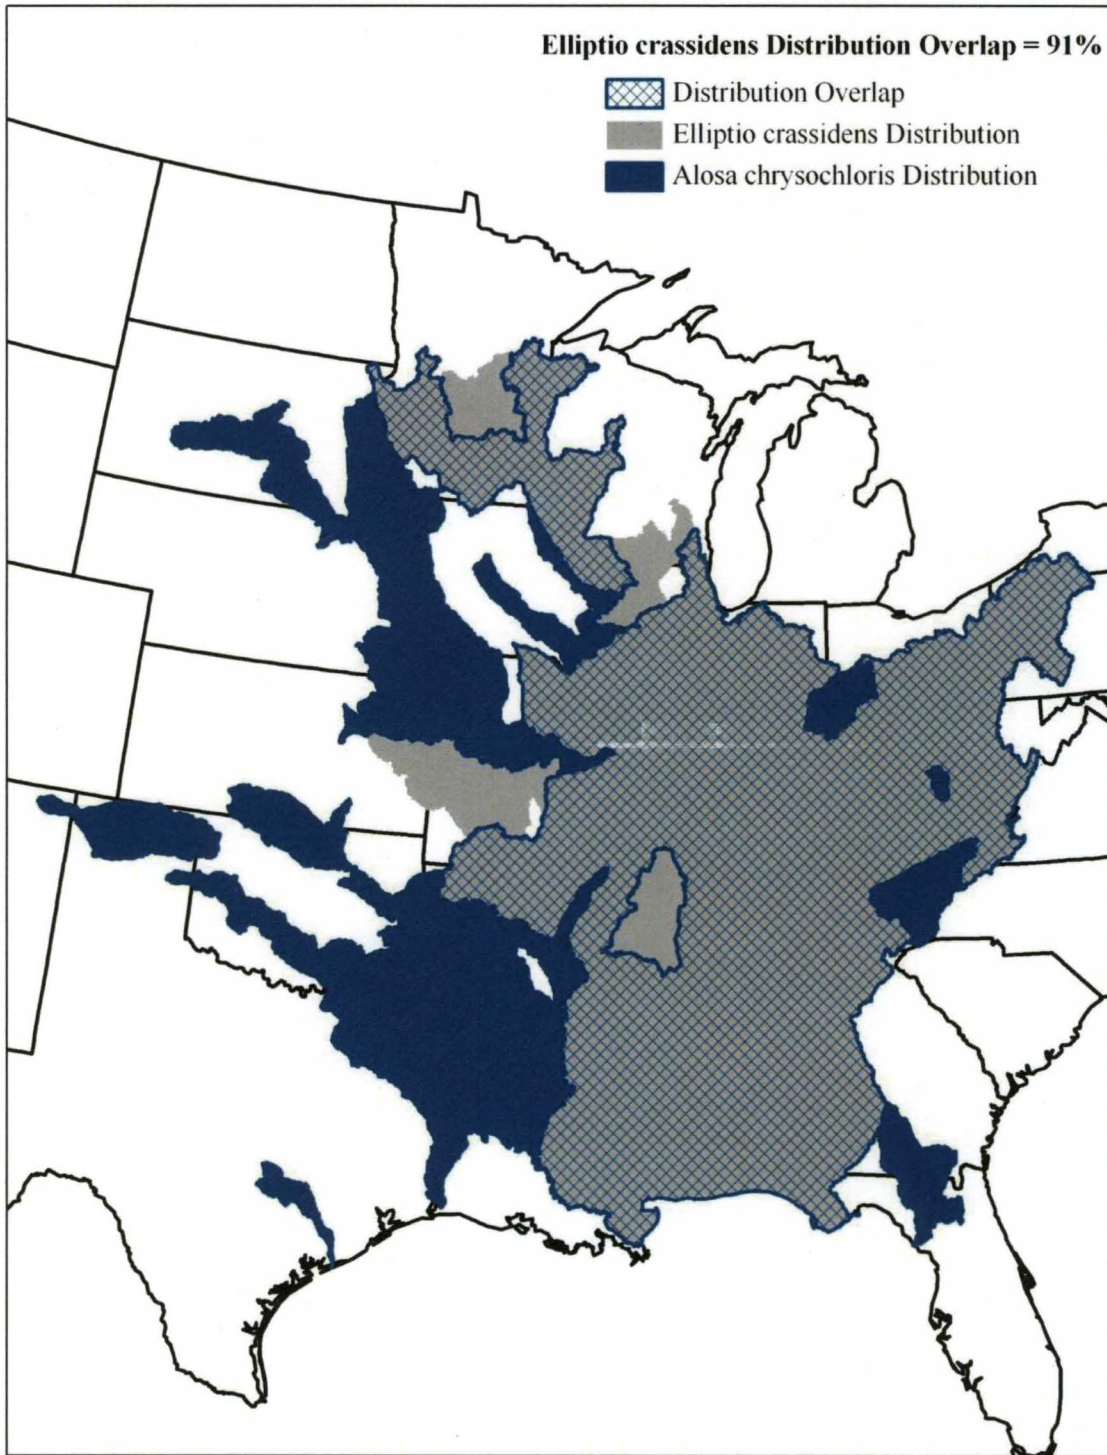 Elliptio crassidens Distribution Overlap = 91%
Distribution Overlap
Elliptio crassidens Distribution
Alosa chrysochloris Distribution